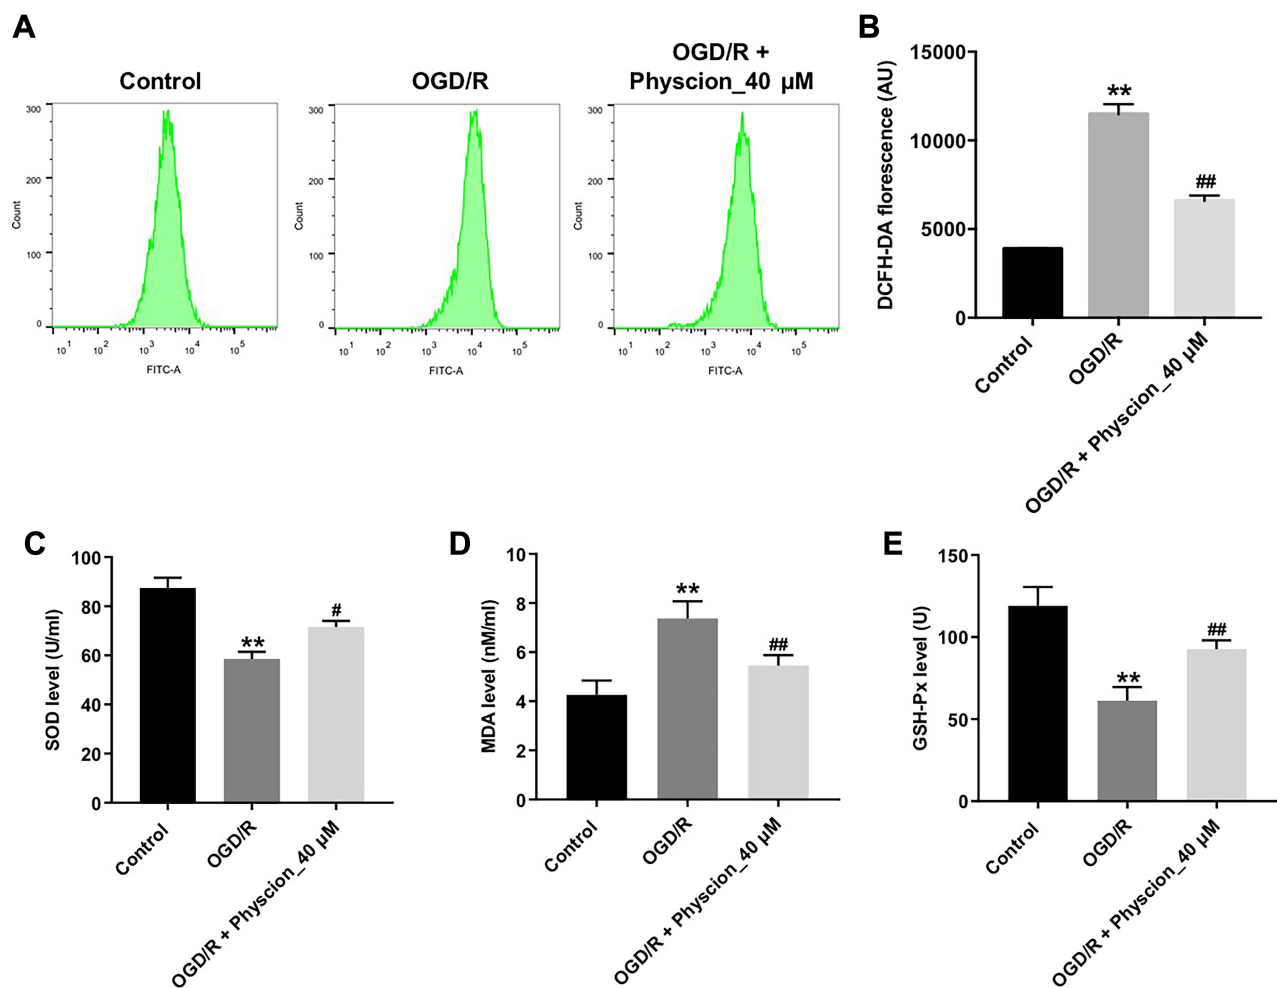 A
Control
OGD/R
OGD/R +
Physcion_40 μM
300
200
100
0
Count
10^1 10^2 10^3 10^4 10^5
FITC-A
300
200
100
0
Count
10^1 10^2 10^3 10^4 10^5
FITC-A
300
200
100
0
Count
10^1 10^2 10^3 10^4 10^5
FITC-A
B
DCFH-DA florescence (AU)
15000
10000
5000
0
**
##
Control
OGD/R
OGD/R + Physcion_40 μM
C
SOD level (U/ml)
100
80
60
40
20
0
**
#
Control
OGD/R
OGD/R + Physcion_40 μM
D
MDA level (nM/ml)
10
8
6
4
2
0
**
##
Control
OGD/R
OGD/R + Physcion_40 μM
E
GSH-Px level (U)
150
100
50
0
**
##
Control
OGD/R
OGD/R + Physcion_40 μM